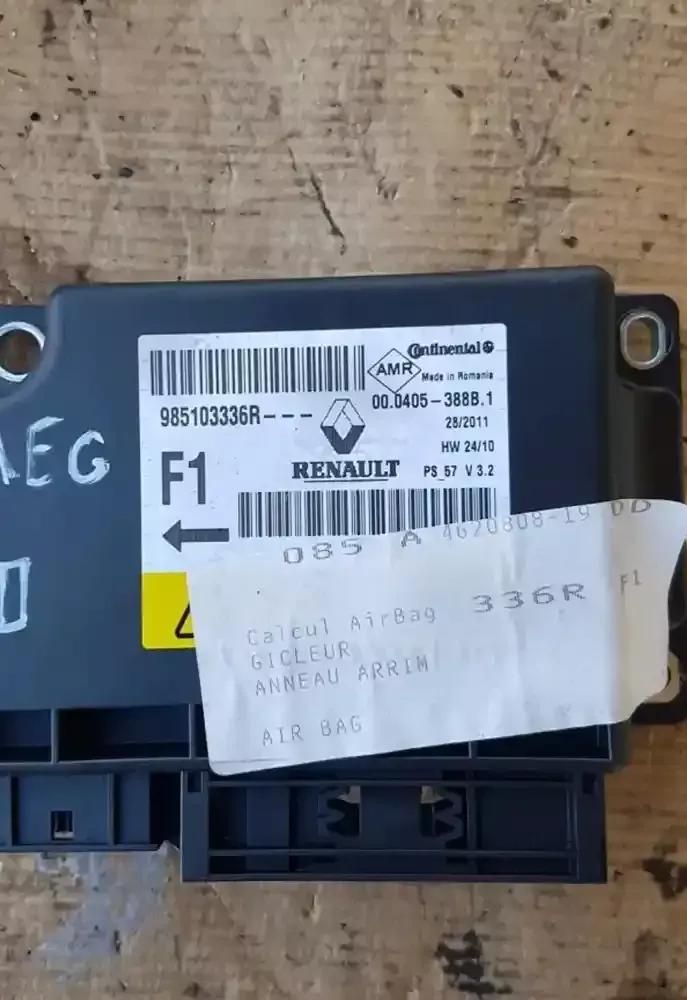 Continental
AMR
Made in Romania
985103336R---
00.0405-388B.1
28/2011
HW 24/10
F1
RENAULT
PS_57 V 3.2
EG
085 A 4620808-19 DD
Calcul AirBag 336R F1
GICLEUR
ANNEAU ARRIM
AIR BAG